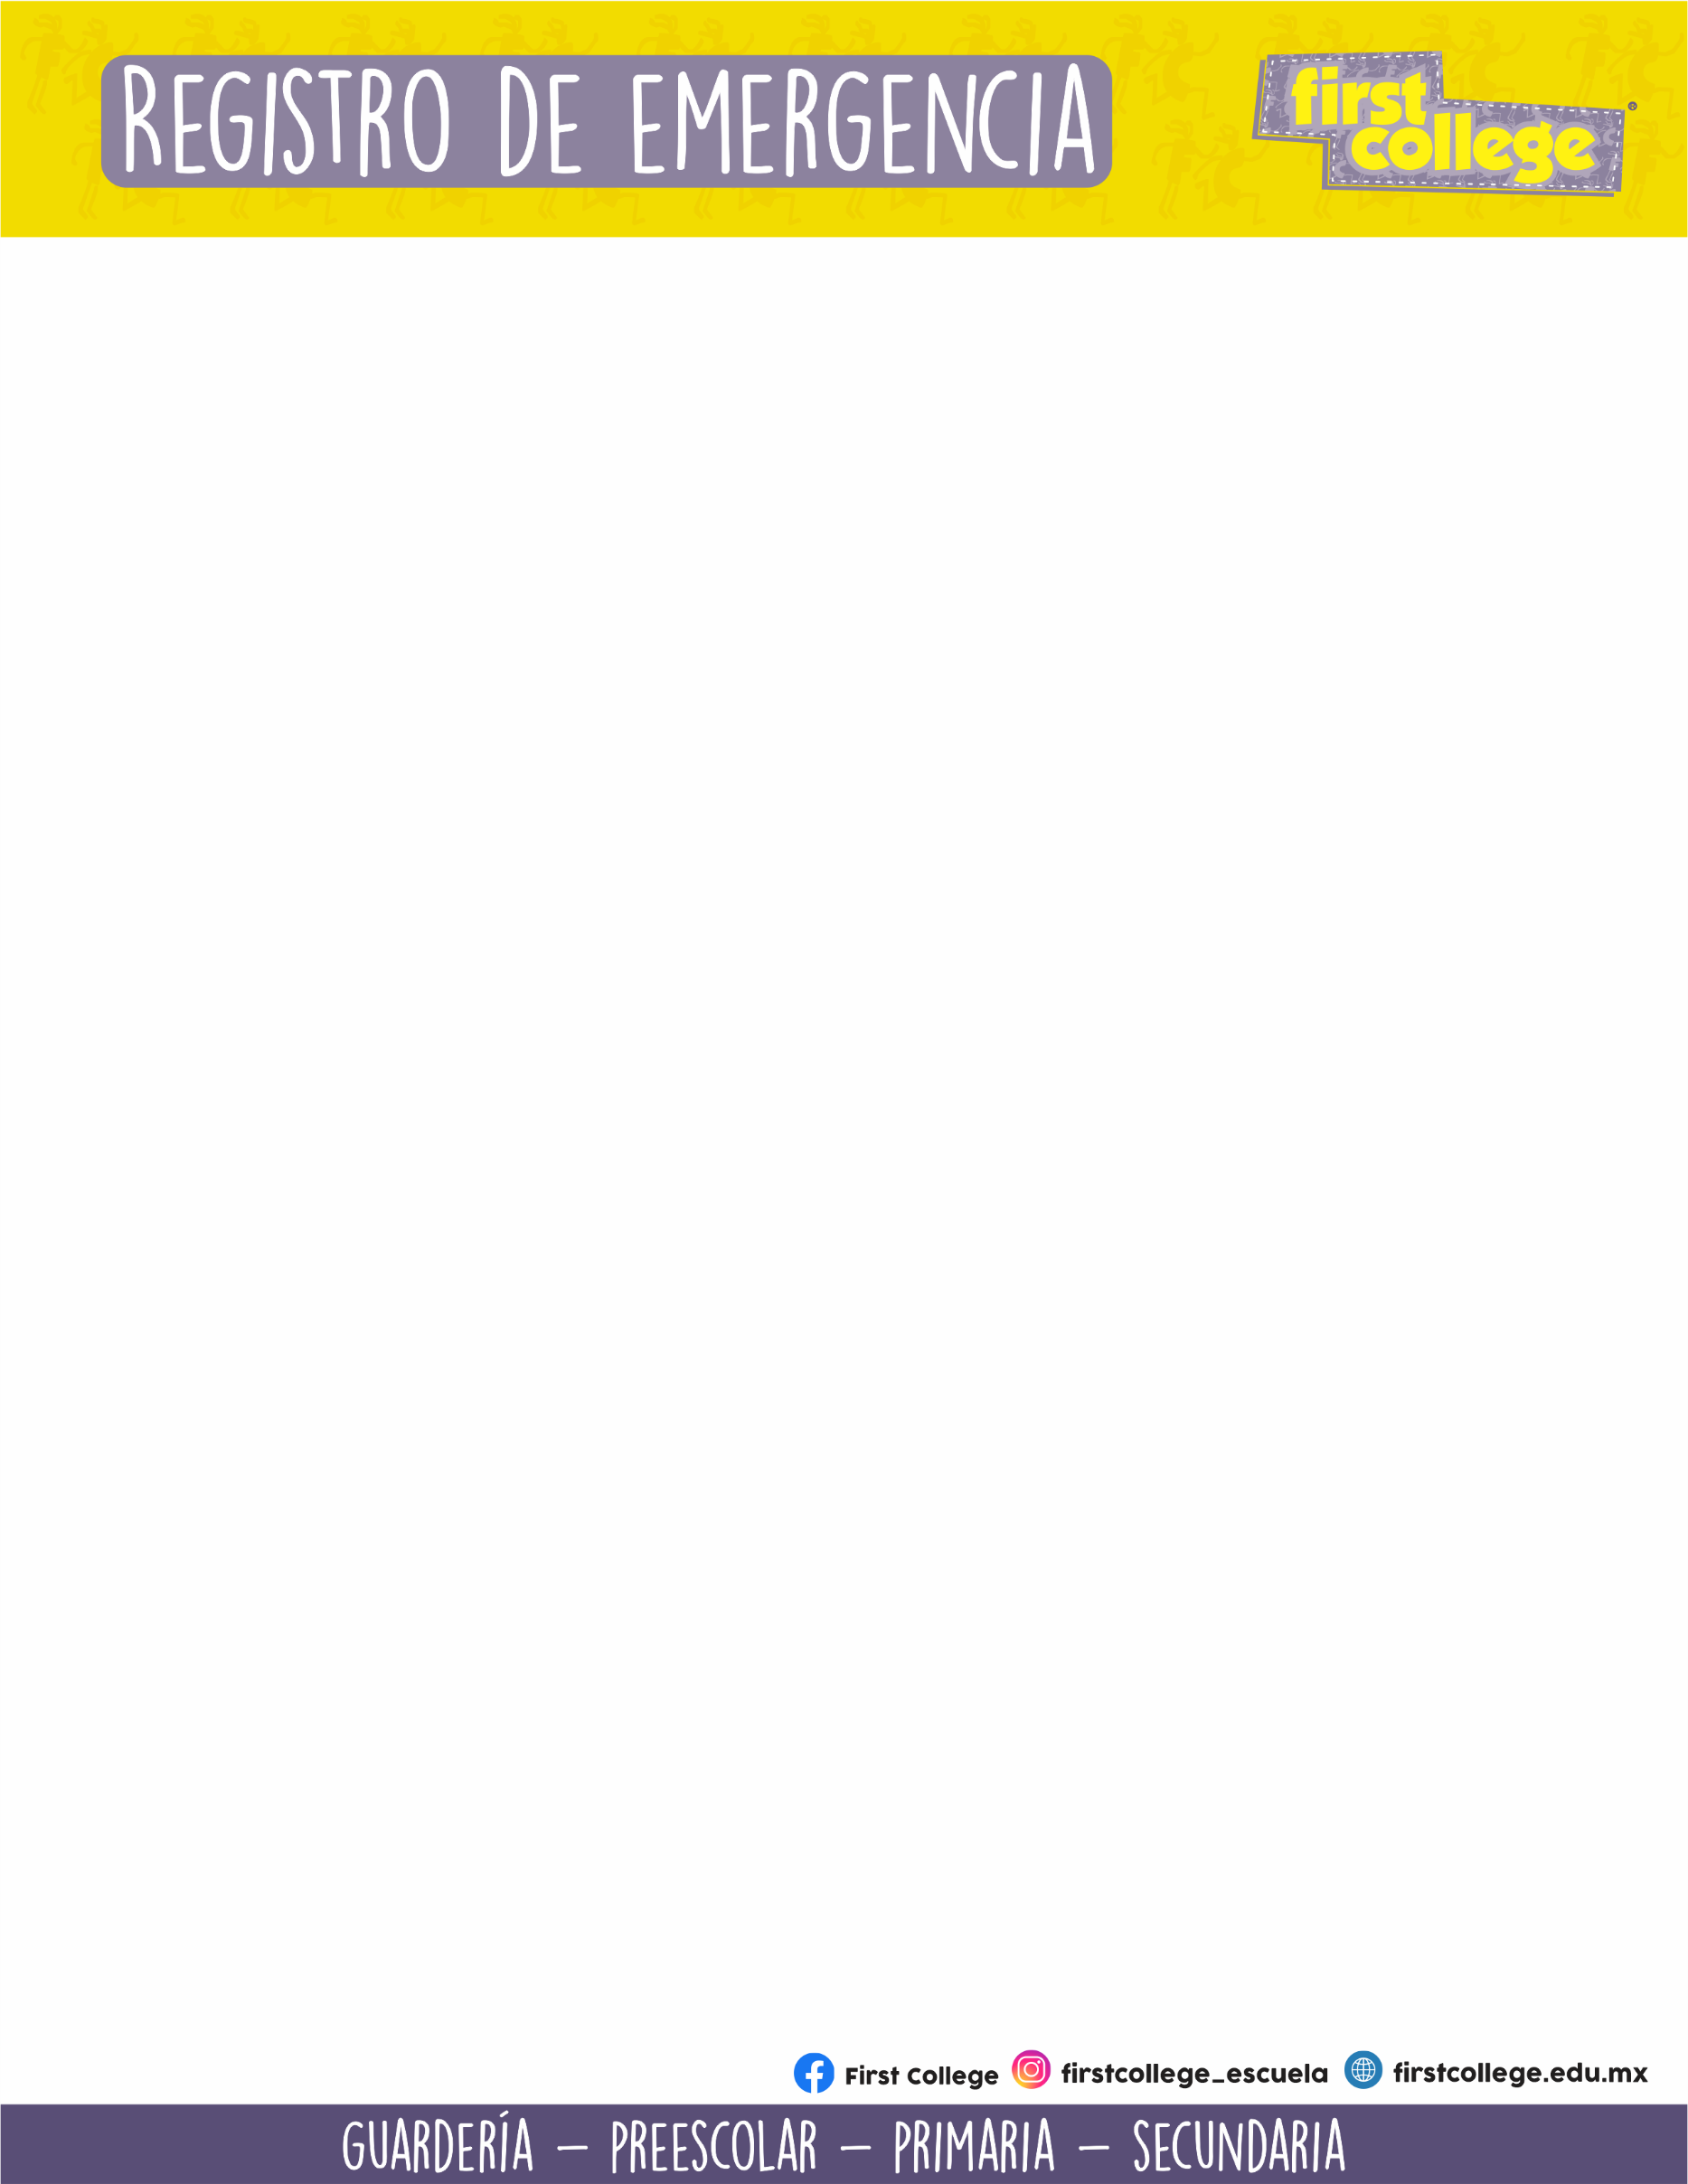 REGISTRO DE EMERGENCIA
first
college®
First College firstcollege_escuela firstcollege.edu.mx
GUARDERÍA — PREESCOLAR — PRIMARIA — SECUNDARIA